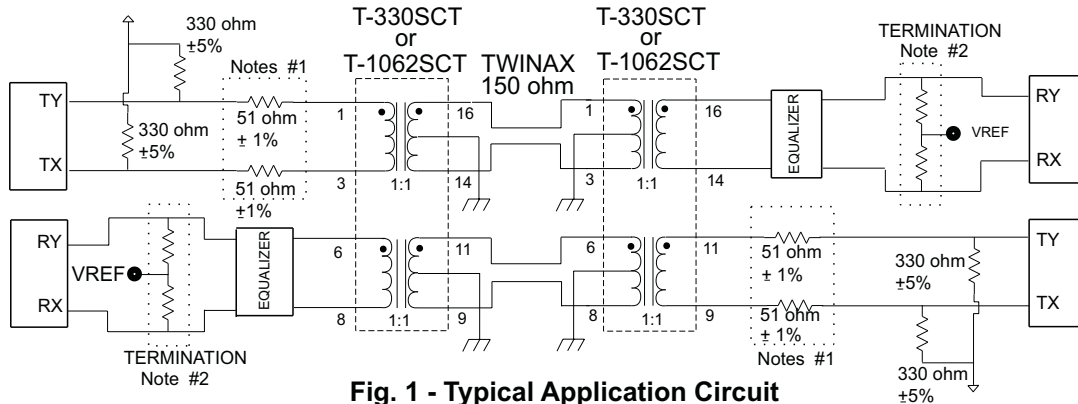 T-330SCT
or
T-1062SCT
T-330SCT
or
T-1062SCT
TWINAX
150 ohm
330 ohm
±5%
Notes #1
TERMINATION
Note #2
TY
TX
330 ohm
±5%
51 ohm
± 1%
51 ohm
±1%
1
3
16
14
1:1
1
3
16
14
1:1
EQUALIZER
VREF
RY
RX
RY
RX
VREF
EQUALIZER
6
8
11
9
1:1
6
8
11
9
1:1
51 ohm
± 1%
51 ohm
± 1%
330 ohm
±5%
TY
TX
TERMINATION
Note #2
Notes #1
330 ohm
±5%
Fig. 1 - Typical Application Circuit